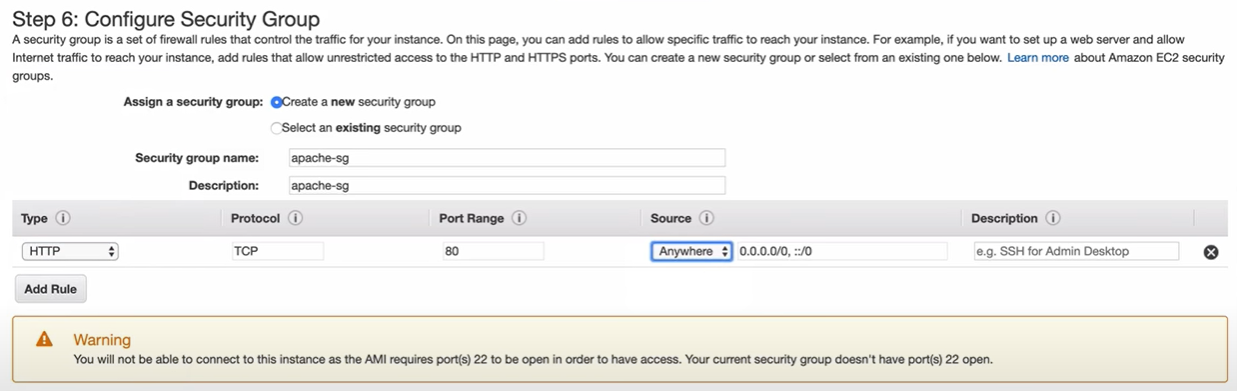 Step 6: Configure Security Group
A security group is a set of firewall rules that control the traffic for your instance. On this page, you can add rules to allow specific traffic to reach your instance. For example, if you want to set up a web server and allow
Internet traffic to reach your instance, add rules that allow unrestricted access to the HTTP and HTTPS ports. You can create a new security group or select from an existing one below. Learn more about Amazon EC2 security
groups.
Assign a security group: Create a new security group
Select an existing security group
Security group name: apache-sg
Description: apache-sg
Type i Protocol i Port Range i Source i Description i
HTTP TCP 80 Anywhere 0.0.0.0/0, ::/0 e.g. SSH for Admin Desktop
Add Rule
Warning
You will not be able to connect to this instance as the AMI requires port(s) 22 to be open in order to have access. Your current security group doesn't have port(s) 22 open.